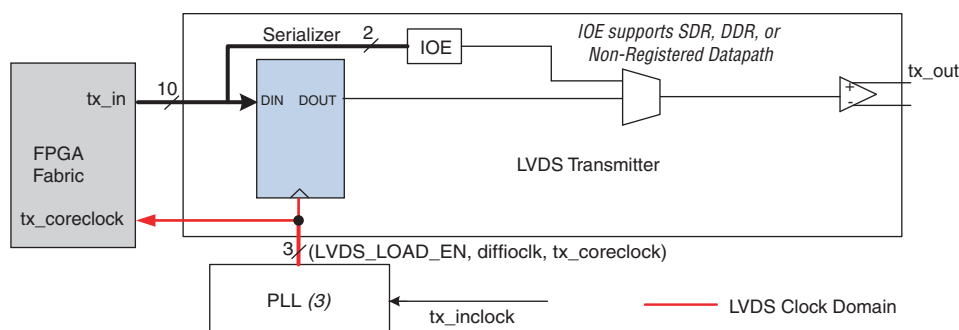 Serializer
2
IOE
IOE supports SDR, DDR, or
Non-Registered Datapath
tx_in
10
DIN
DOUT
+
-
tx_out
FPGA
Fabric
LVDS Transmitter
tx_coreclock
3
(LVDS_LOAD_EN, diffioclk, tx_coreclock)
PLL (3)
tx_inclock
LVDS Clock Domain